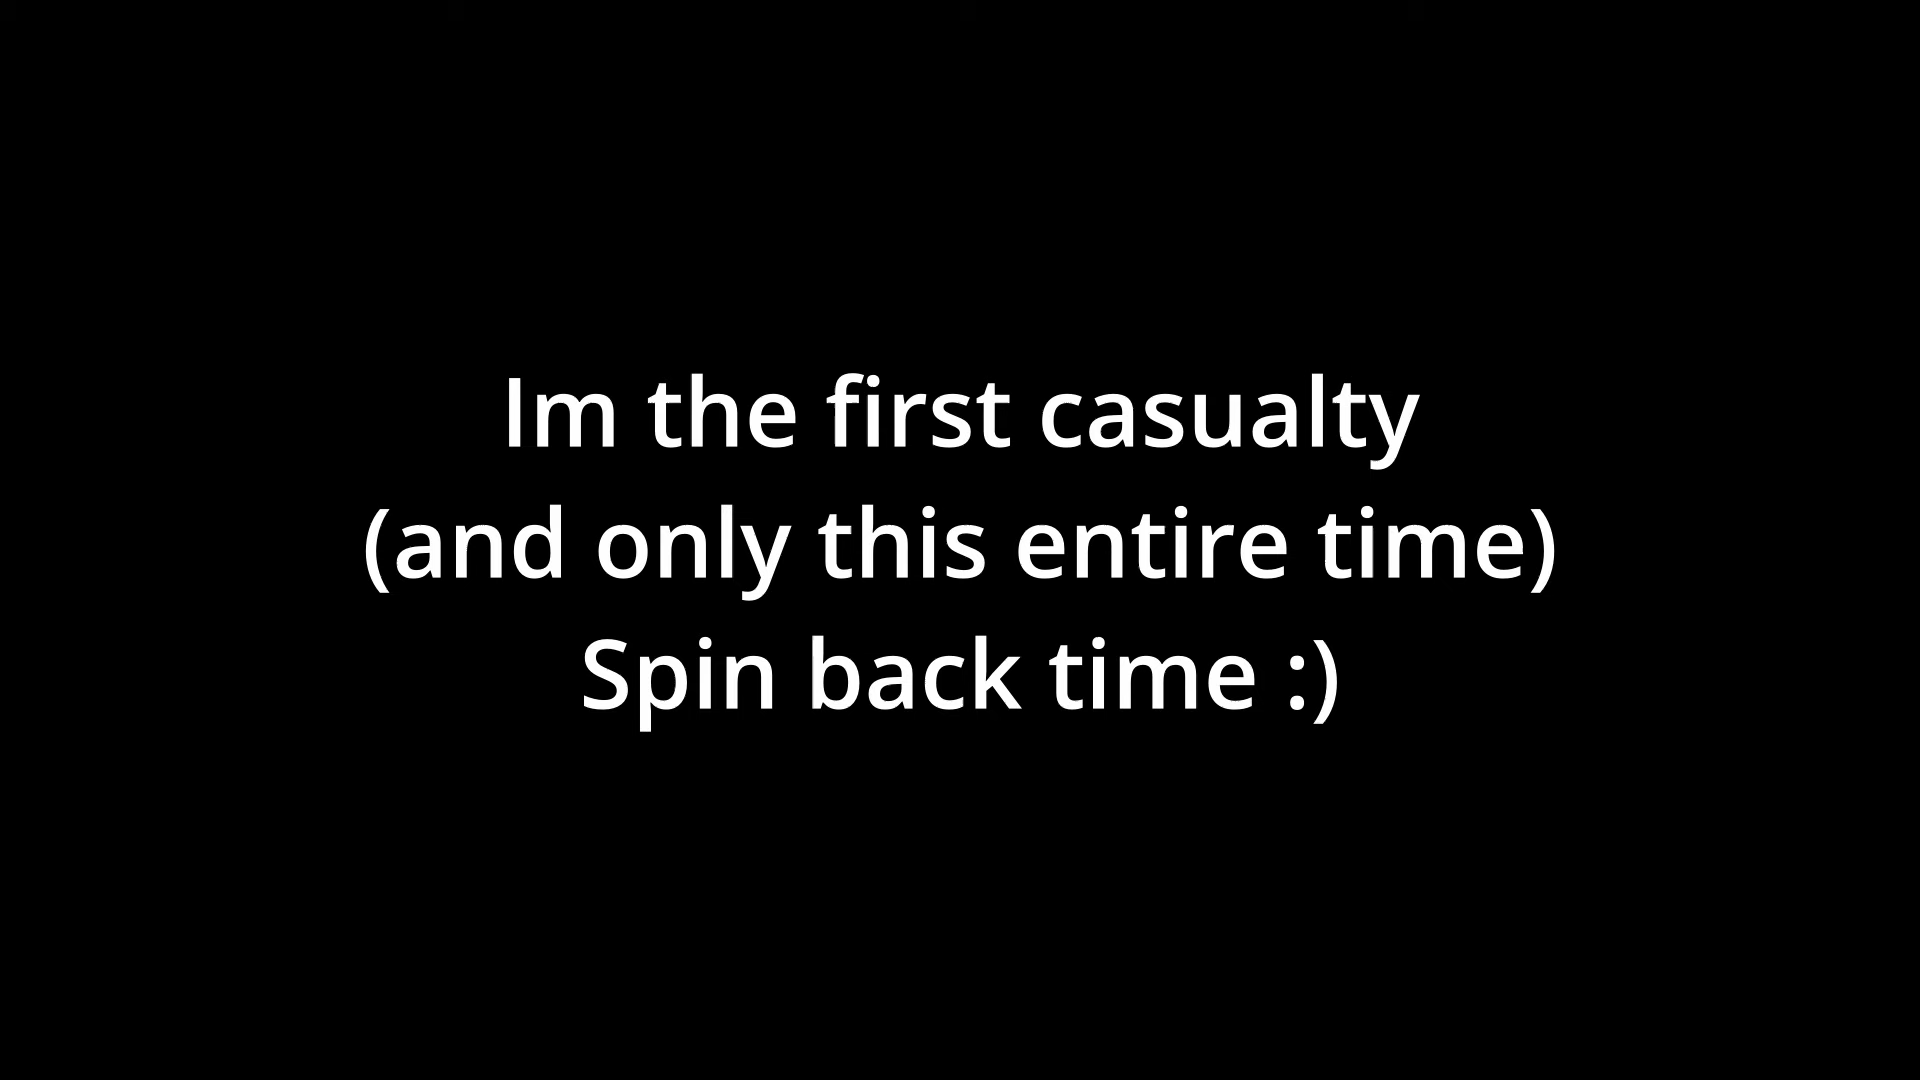 Im the first casualty
(and only this entire time)
Spin back time :)